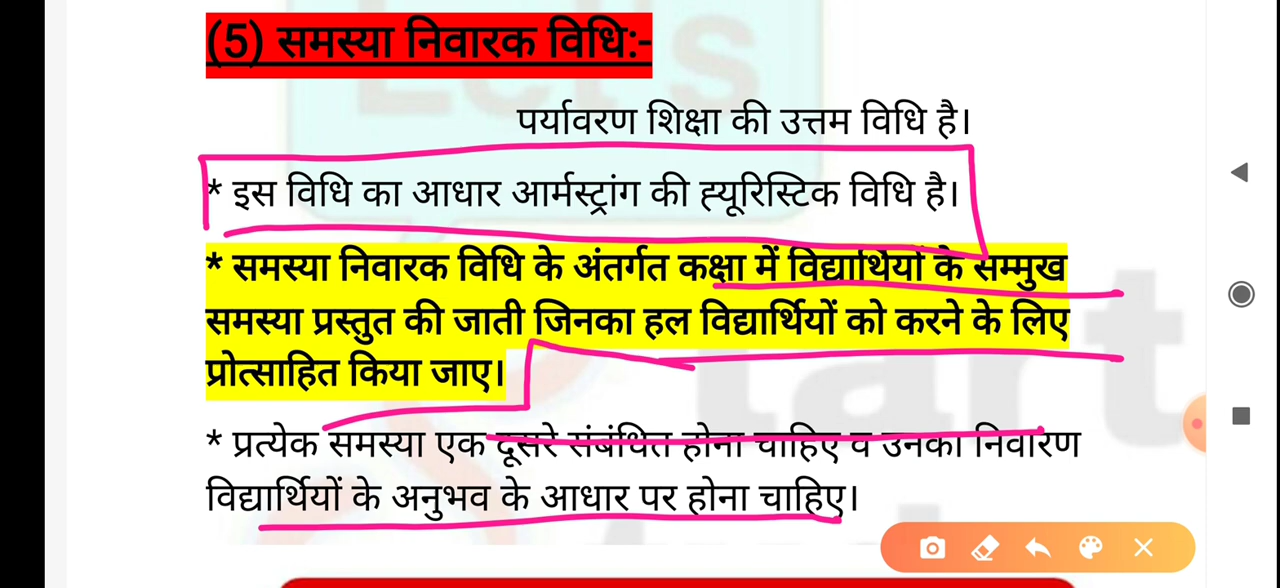 (5) समस्या निवारक विधि:-
पर्यावरण शिक्षा की उत्तम विधि है।
* इस विधि का आधार आर्मस्ट्रांग की ह्यूरिस्टिक विधि है।
* समस्या निवारक विधि के अंतर्गत कक्षा में विद्यार्थियों के सम्मुख
समस्या प्रस्तुत की जाती जिनका हल विद्यार्थियों को करने के लिए
प्रोत्साहित किया जाए।
* प्रत्येक समस्या एक दूसरे संबंधित होना चाहिए व उनका निवारण
विद्यार्थियों के अनुभव के आधार पर होना चाहिए।